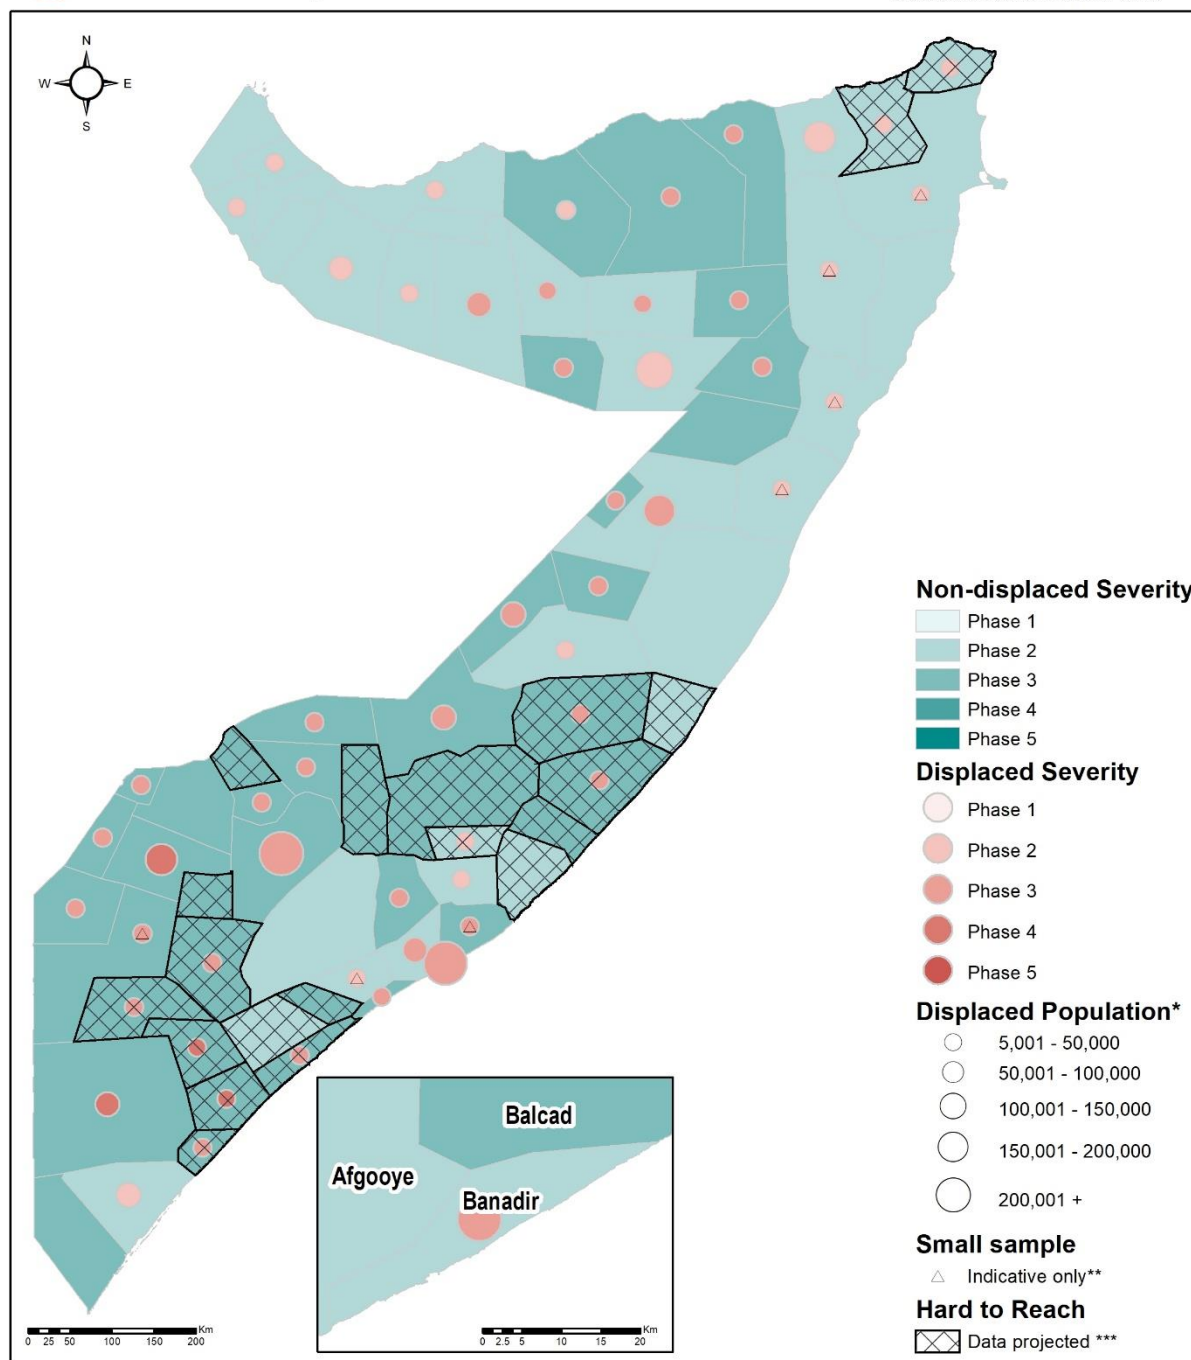 N
W E
S
Non-displaced Severity
Phase 1
Phase 2
Phase 3
Phase 4
Phase 5
Displaced Severity
Phase 1
Phase 2
Phase 3
Phase 4
Phase 5
Displaced Population*
5,001 - 50,000
50,001 - 100,000
100,001 - 150,000
150,001 - 200,000
200,001 +
Small sample
Indicative only**
Hard to Reach
Data projected ***
Balcad
Afgooye
Banadir
Km
0 25 50 100 150 200
Km
0 2.5 5 10 15 20